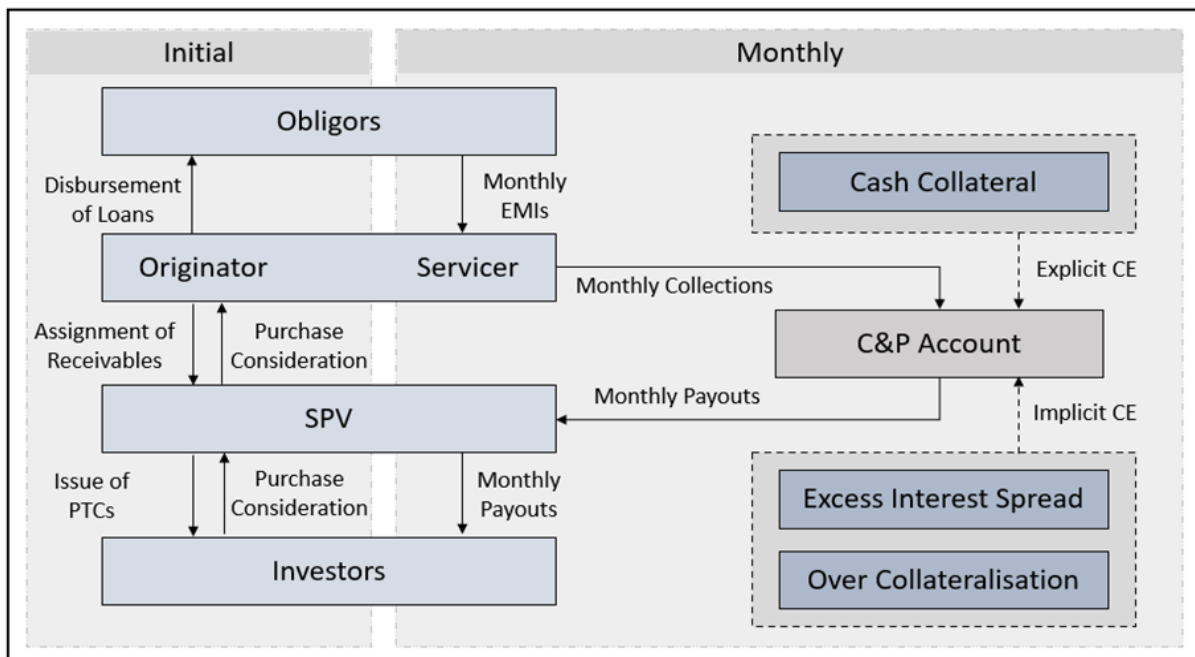 Initial
Monthly
Obligors
Disbursement
of Loans
Monthly
EMIs
Cash Collateral
Originator
Servicer
Monthly Collections
Explicit CE
Assignment of
Receivables
Purchase
Consideration
C&P Account
SPV
Monthly Payouts
Implicit CE
Issue of
PTCs
Purchase
Consideration
Monthly
Payouts
Excess Interest Spread
Investors
Over Collateralisation